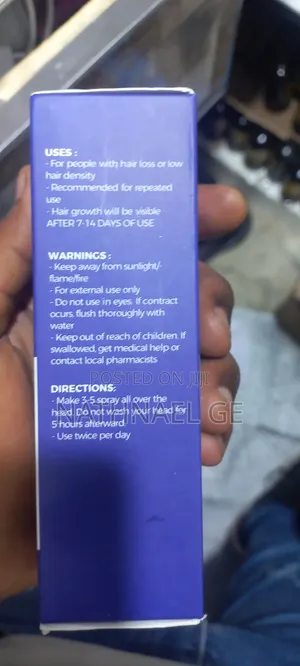 USES :
- For people with hair loss or low
hair density
- Recommended for repeated
use
- Hair growth will be visible
AFTER 7-14 DAYS OF USE
WARNINGS :
- Keep away from sunlight/-
flame/fire
- For external use only
- Do not use in eyes. If contract
ocurs, flush thoroughly with
water
- Keep out of reach of children. If
swallowed, get medical help or
contact local pharmacists
POSTED ON JIJI
NATHNAEL GE
DIRECTIONS:
- Make 3-5 spray all over the
head. Do not wash your head for
5 hours afterward.
- Use twice per day